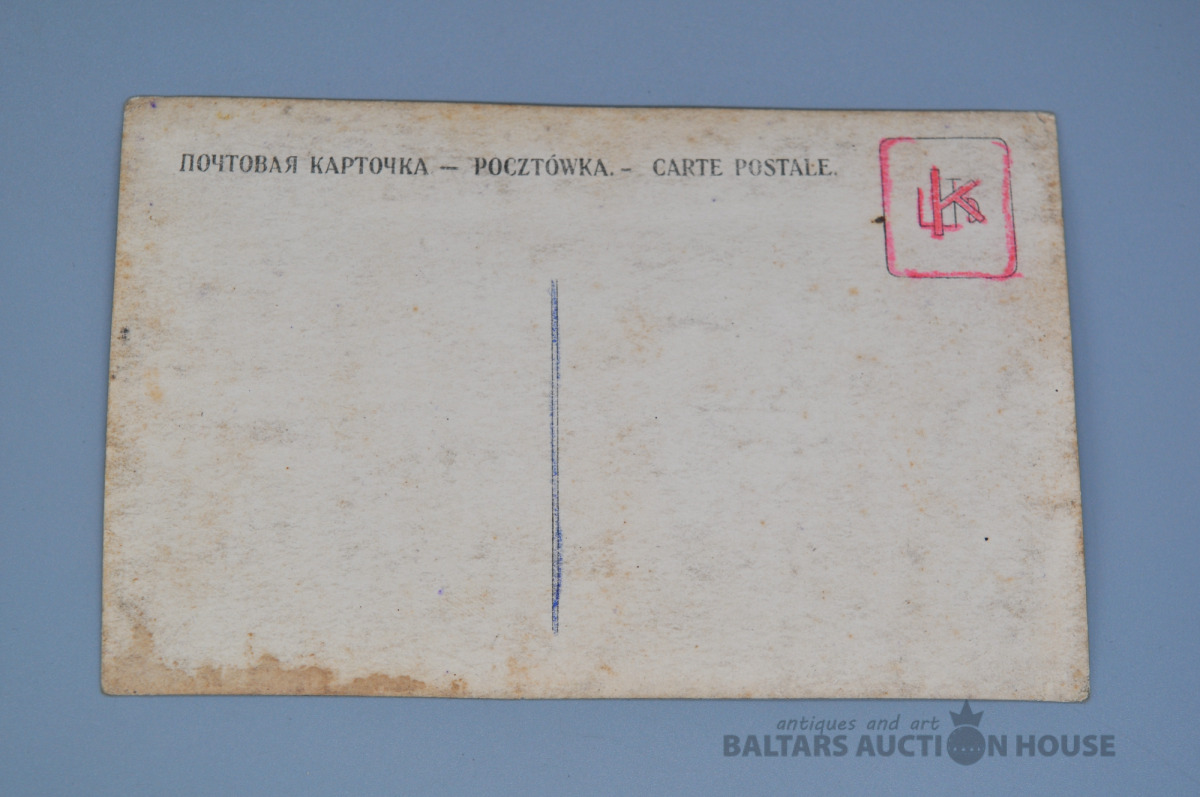 ПОЧТОВАЯ КАРТОЧКА — POCZTÓWKA. – CARTE POSTALE.
antiques and art
BALTARS AUCTION HOUSE